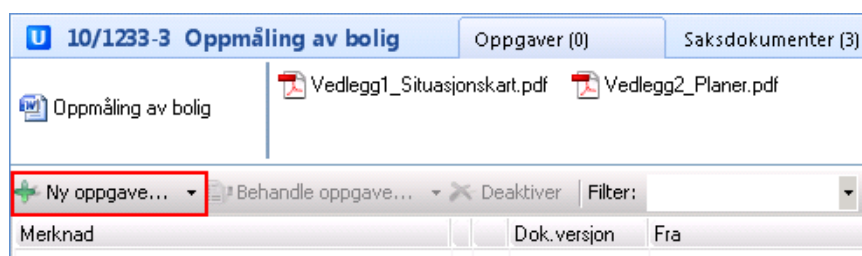 U 10/1233-3 Oppmåling av bolig Oppgaver (0) Saksdokumenter (3)
Vedlegg1_Situasjonskart.pdf Vedlegg2_Planer.pdf
Oppmåling av bolig
Ny oppgave... Behandle oppgave... Deaktiver Filter:
Merknad Dok.versjon Fra